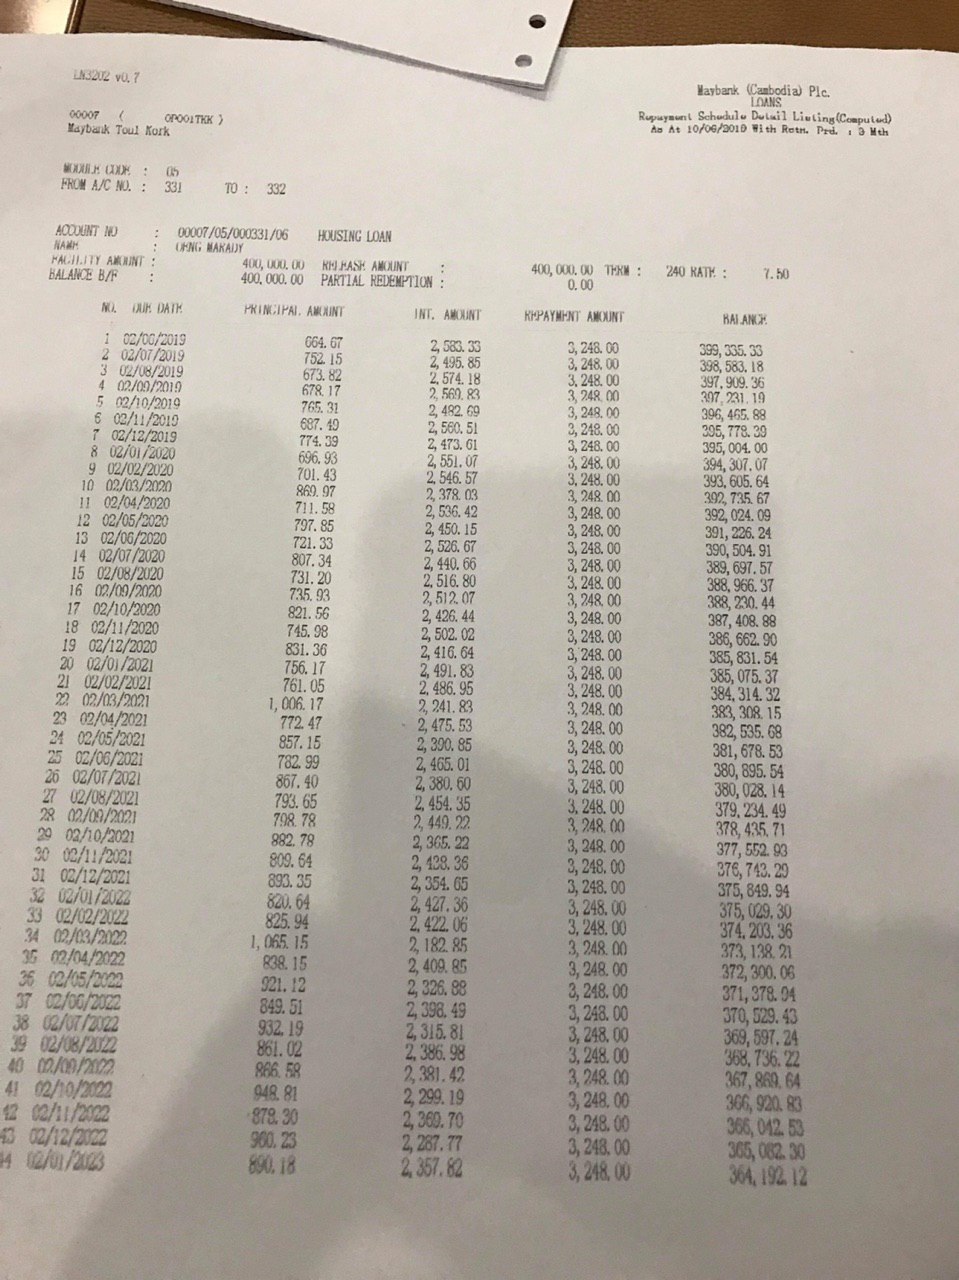 LN3202 v0.7
Maybank (Cambodia) Plc.
LOANS
00007 ( OP001TKK )
Repayment Schedule Detail Listing(Computed)
Maybank Toul Kork
As At 10/06/2019 With Retn. Prd. : 3 Mth
MODULE CODE : 05
FROM A/C NO. : 331 TO : 332
ACCOUNT NO : 00007/05/000331/06 HOUSING LOAN
NAME : OENG MAKADY
FACILITY AMOUNT : 400,000.00 RELEASE AMOUNT : 400,000.00 TERM : 240 RATE : 7.50
BALANCE B/F : 400,000.00 PARTIAL REDEMPTION : 0.00
NO. DUE DATE PRINCIPAL AMOUNT INT. AMOUNT REPAYMENT AMOUNT BALANCE
1 02/06/2019 664.67 2,583.33 3,248.00 399,335.33
2 02/07/2019 752.15 2,495.85 3,248.00 398,583.18
3 02/08/2019 673.82 2,574.18 3,248.00 397,909.36
4 02/09/2019 678.17 2,569.83 3,248.00 397,231.19
5 02/10/2019 765.31 2,482.69 3,248.00 396,465.88
6 02/11/2019 687.49 2,560.51 3,248.00 395,778.39
7 02/12/2019 774.39 2,473.61 3,248.00 395,004.00
8 02/01/2020 696.93 2,551.07 3,248.00 394,307.07
9 02/02/2020 701.43 2,546.57 3,248.00 393,605.64
10 02/03/2020 869.97 2,378.03 3,248.00 392,735.67
11 02/04/2020 711.58 2,536.42 3,248.00 392,024.09
12 02/05/2020 797.85 2,450.15 3,248.00 391,226.24
13 02/06/2020 721.33 2,526.67 3,248.00 390,504.91
14 02/07/2020 807.34 2,440.66 3,248.00 389,697.57
15 02/08/2020 731.20 2,516.80 3,248.00 388,966.37
16 02/09/2020 735.93 2,512.07 3,248.00 388,230.44
17 02/10/2020 821.56 2,426.44 3,248.00 387,408.88
18 02/11/2020 745.98 2,502.02 3,248.00 386,662.90
19 02/12/2020 831.36 2,416.64 3,248.00 385,831.54
20 02/01/2021 756.17 2,491.83 3,248.00 385,075.37
21 02/02/2021 761.05 2,486.95 3,248.00 384,314.32
22 02/03/2021 1,006.17 2,241.83 3,248.00 383,308.15
23 02/04/2021 772.47 2,475.53 3,248.00 382,535.68
24 02/05/2021 857.15 2,390.85 3,248.00 381,678.53
25 02/06/2021 782.99 2,465.01 3,248.00 380,895.54
26 02/07/2021 867.40 2,380.60 3,248.00 380,028.14
27 02/08/2021 793.65 2,454.35 3,248.00 379,234.49
28 02/09/2021 798.78 2,449.22 3,248.00 378,435.71
29 02/10/2021 882.78 2,365.22 3,248.00 377,552.93
30 02/11/2021 809.64 2,438.36 3,248.00 376,743.29
31 02/12/2021 893.35 2,354.65 3,248.00 375,849.94
32 02/01/2022 820.64 2,427.36 3,248.00 375,029.30
33 02/02/2022 825.94 2,422.06 3,248.00 374,203.36
34 02/03/2022 1,065.15 2,182.85 3,248.00 373,138.21
35 02/04/2022 838.15 2,409.85 3,248.00 372,300.06
36 02/05/2022 921.12 2,326.88 3,248.00 371,378.94
37 02/06/2022 849.51 2,398.49 3,248.00 370,529.43
38 02/07/2022 932.19 2,315.81 3,248.00 369,597.24
39 02/08/2022 861.02 2,386.98 3,248.00 368,736.22
40 02/09/2022 866.58 2,381.42 3,248.00 367,869.64
41 02/10/2022 948.81 2,299.19 3,248.00 366,920.83
42 02/11/2022 878.30 2,369.70 3,248.00 366,042.53
43 02/12/2022 960.23 2,287.77 3,248.00 365,082.30
44 02/01/2023 890.18 2,357.82 3,248.00 364,192.12